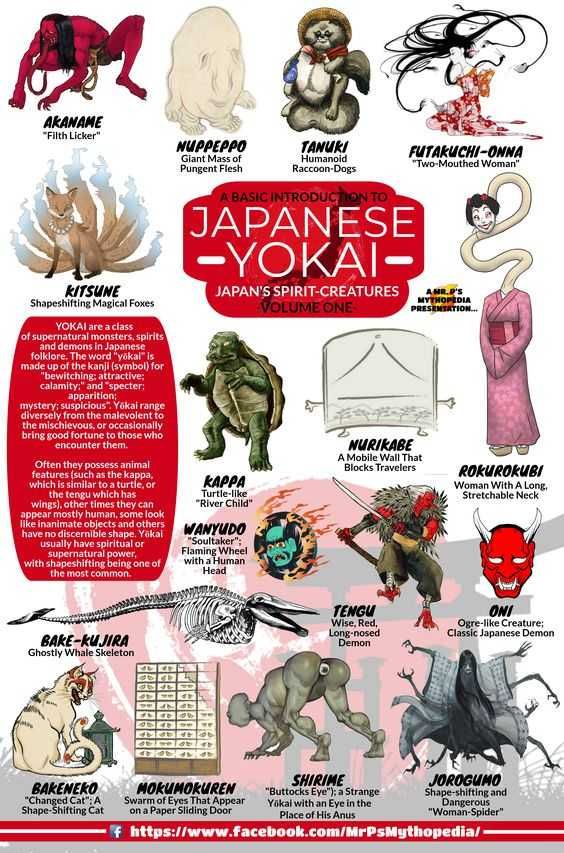 AKANAME
"Filth Licker"
NUPPEPPO
Giant Mass of
Pungent Flesh
TANUKI
Humanoid
Raccoon-Dogs
FUTAKUCHI-ONNA
"Two-Mouthed Woman"
KITSUNE
Shapeshifting Magical Foxes
A BASIC INTRODUCTION TO
JAPANESE
-YOKAI-
JAPAN'S SPIRIT-CREATURES
-VOLUME ONE-
A MR. P'S
MYTHOPEDIA
PRESENTATION...
YOKAI are a class
of supernatural monsters, spirits
and demons in Japanese
folklore. The word "yōkai" is
made up of the kanji (symbol) for
"bewitching; attractive;
calamity;" and "specter;
apparition;
mystery; suspicious". Yōkai range
diversely from the malevolent to
the mischievous, or occasionally
bring good fortune to those who
encounter them.
Often they possess animal
features (such as the kappa,
which is similar to a turtle, or
the tengu which has
wings), other times they can
appear mostly human, some look
like inanimate objects and others
have no discernible shape. Yōkai
usually have spiritual or
supernatural power,
with shapeshifting being one of
the most common.
KAPPA
Turtle-like
"River Child"
NURIKABE
A Mobile Wall That
Blocks Travelers
ROKUROKUBI
Woman With A Long,
Stretchable Neck
WANYUDO
"Soultaker";
Flaming Wheel
with a Human
Head
TENGU
Wise, Red,
Long-nosed
Demon
ONI
Ogre-like Creature;
Classic Japanese Demon
BAKE-KUJIRA
Ghostly Whale Skeleton
BAKENEKO
"Changed Cat"; A
Shape-Shifting Cat
MOKUMOKUREN
Swarm of Eyes That Appear
on a Paper Sliding Door
SHIRIME
"Buttocks Eye"); a Strange
Yōkai with an Eye in the
Place of His Anus
JOROGUMO
Shape-shifting and
Dangerous
"Woman-Spider"
f https://www.facebook.com/MrPsMythopedia/